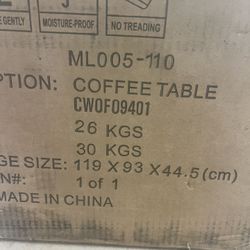 GENTLY
MOISTURE-PROOF
NO TREADING
ML005-110
PTION: COFFEE TABLE
CWOF09401
26 KGS
30 KGS
GE SIZE: 119 X 93 X 44.5 (cm)
N#: 1 of 1
MADE IN CHINA